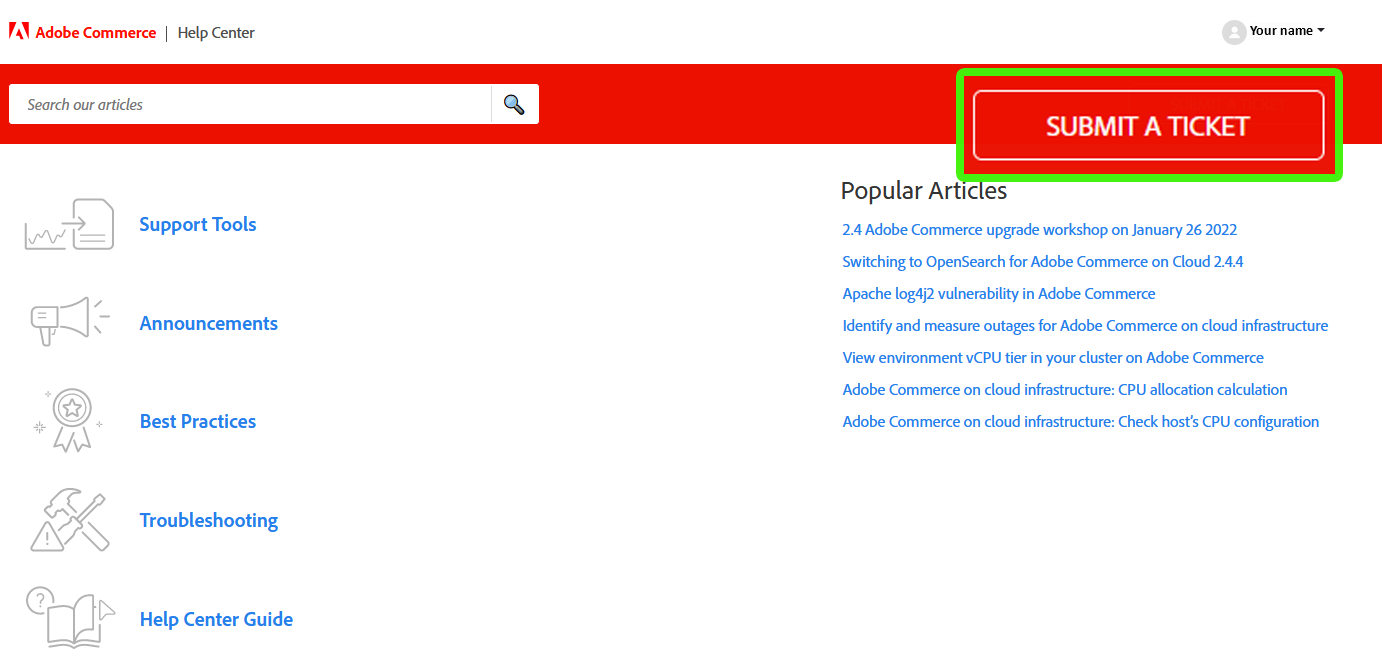 Adobe Commerce | Help Center
Your name
Search our articles
SUBMIT A TICKET
Popular Articles
2.4 Adobe Commerce upgrade workshop on January 26 2022
Switching to OpenSearch for Adobe Commerce on Cloud 2.4.4
Apache log4j2 vulnerability in Adobe Commerce
Identify and measure outages for Adobe Commerce on cloud infrastructure
View environment vCPU tier in your cluster on Adobe Commerce
Adobe Commerce on cloud infrastructure: CPU allocation calculation
Adobe Commerce on cloud infrastructure: Check host's CPU configuration
Support Tools
Announcements
Best Practices
Troubleshooting
Help Center Guide